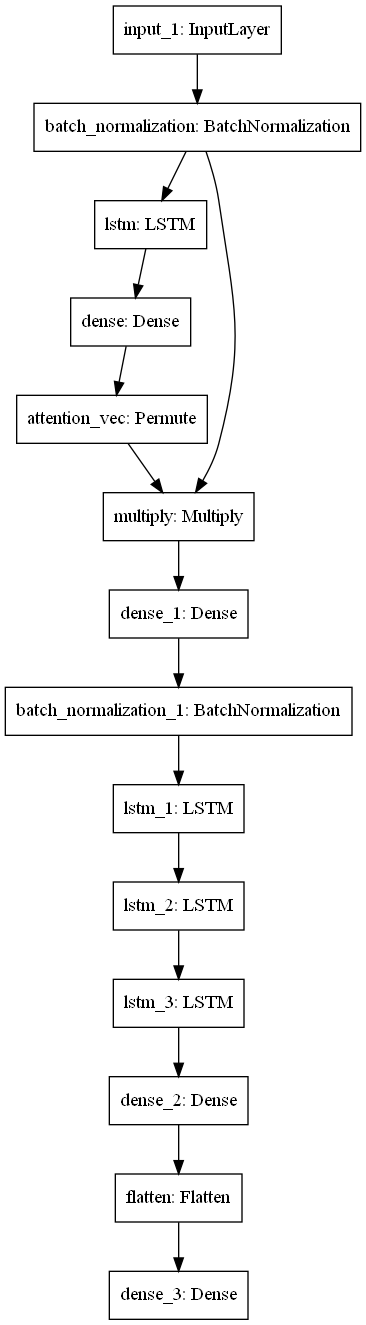 input_1: InputLayer
batch_normalization: BatchNormalization
lstm: LSTM
dense: Dense
attention_vec: Permute
multiply: Multiply
dense_1: Dense
batch_normalization_1: BatchNormalization
lstm_1: LSTM
lstm_2: LSTM
lstm_3: LSTM
dense_2: Dense
flatten: Flatten
dense_3: Dense